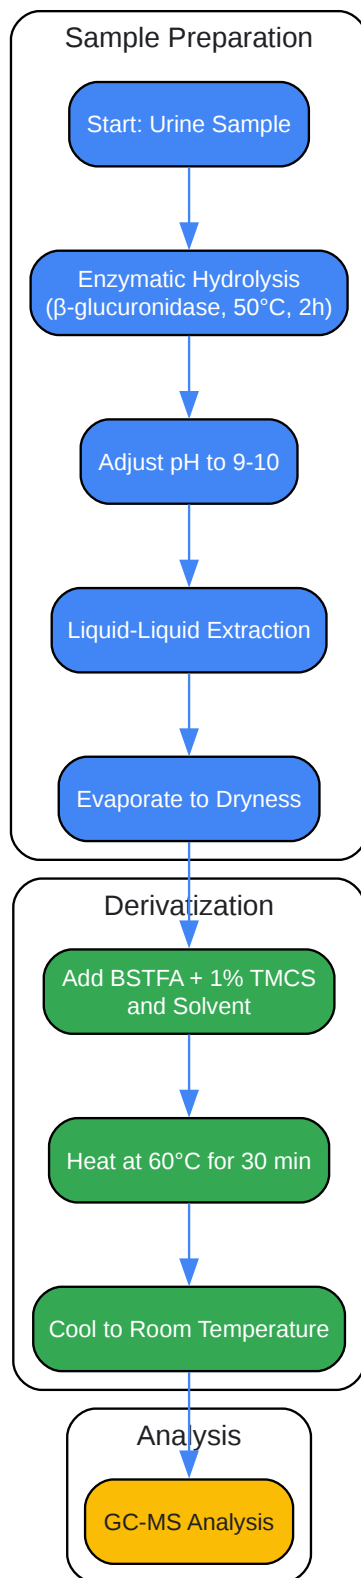 Sample Preparation
Start: Urine Sample
Enzymatic Hydrolysis
(β-glucuronidase, 50°C, 2h)
Adjust pH to 9-10
Liquid-Liquid Extraction
Evaporate to Dryness
Derivatization
Add BSTFA + 1% TMCS
and Solvent
Heat at 60°C for 30 min
Cool to Room Temperature
Analysis
GC-MS Analysis